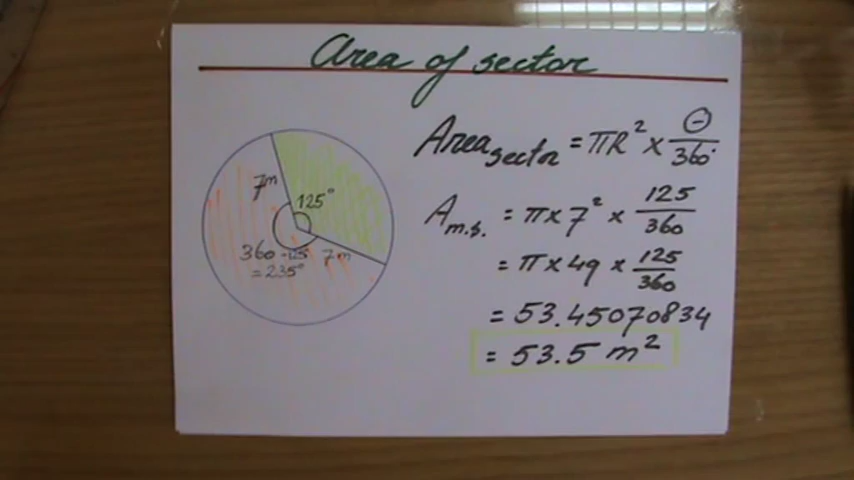 Area of sector
7m
125°
360 - 125°
= 235°
7m
Area sector = πR² × Θ/360°
A m.s. = π × 7² × 125/360
= π × 49 × 125/360
= 53.45070834
= 53.5 m²